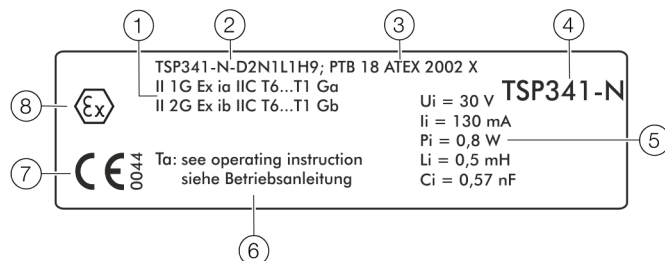 1
2
3
4
TSP341-N-D2N1L1H9; PTB 18 ATEX 2002 X
II 1G Ex ia IIC T6...T1 Ga
II 2G Ex ib IIC T6...T1 Gb
TSP341-N
Ui = 30 V
Ii = 130 mA
Pi = 0,8 W
Li = 0,5 mH
Ci = 0,57 nF
5
8
Ex
7
CE
0044
Ta: see operating instruction
siehe Betriebsanleitung
6